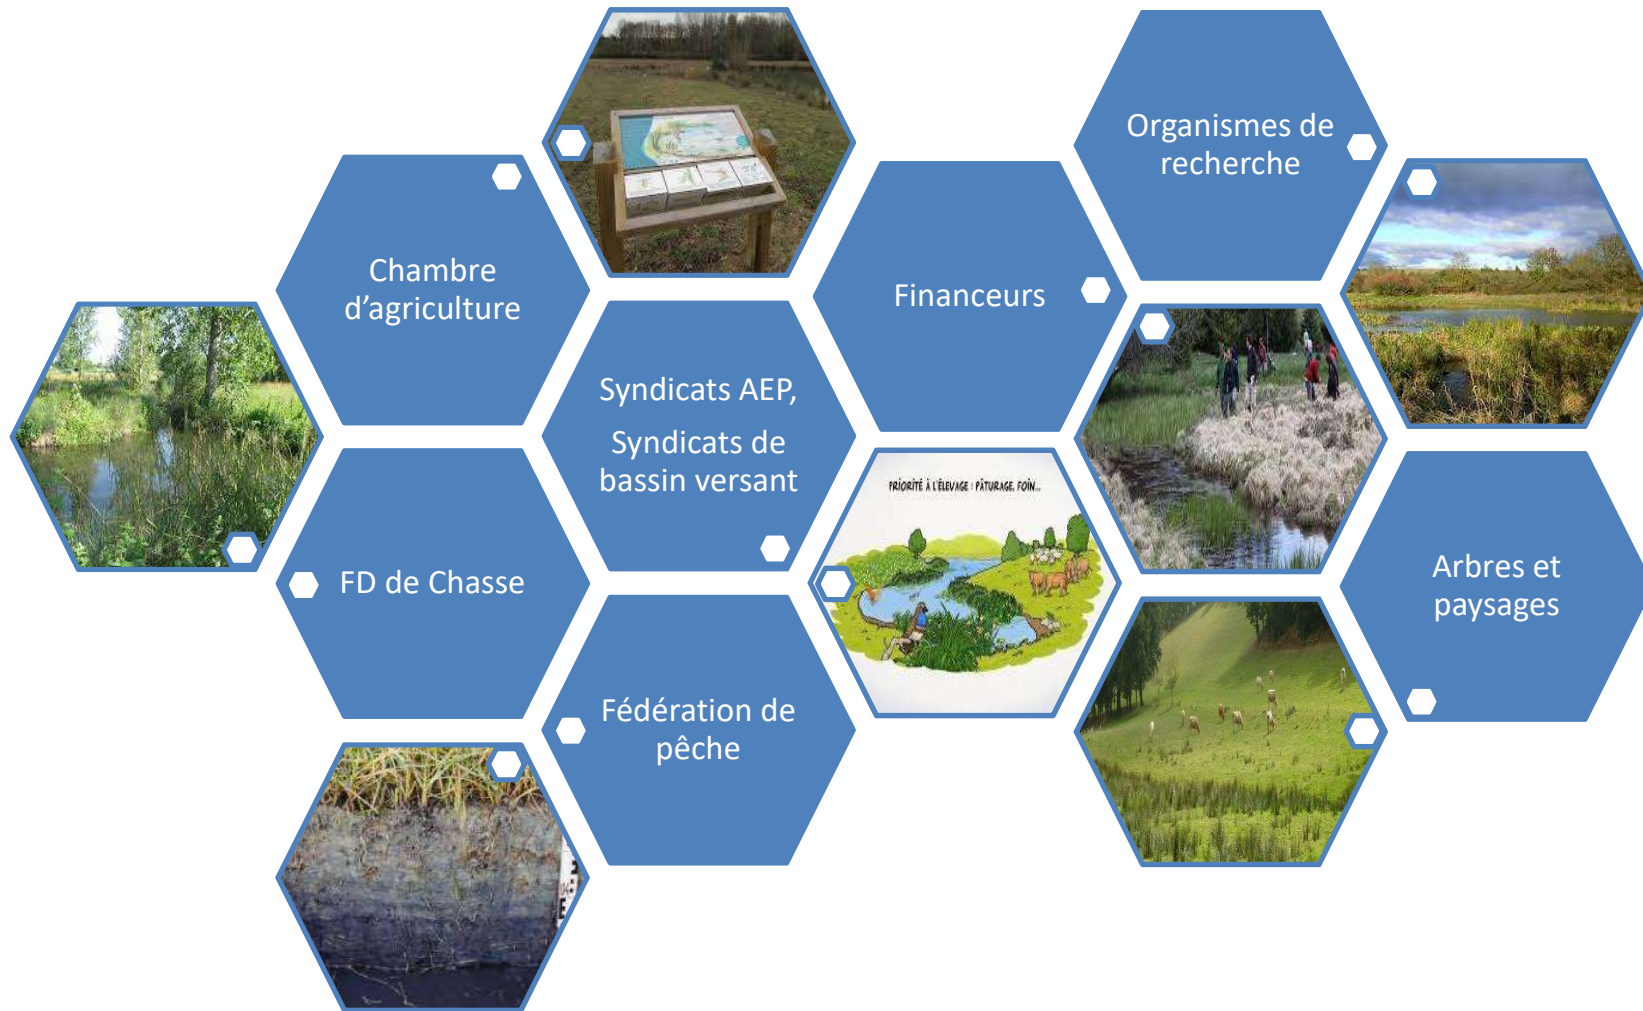 Organismes de
recherche
Chambre
d’agriculture
Financeurs
Syndicats AEP,
Syndicats de
bassin versant
PRIORITÉ À L'ÉLEVAGE : PÂTURAGE, FOIN...
FD de Chasse
Arbres et
paysages
Fédération de
pêche